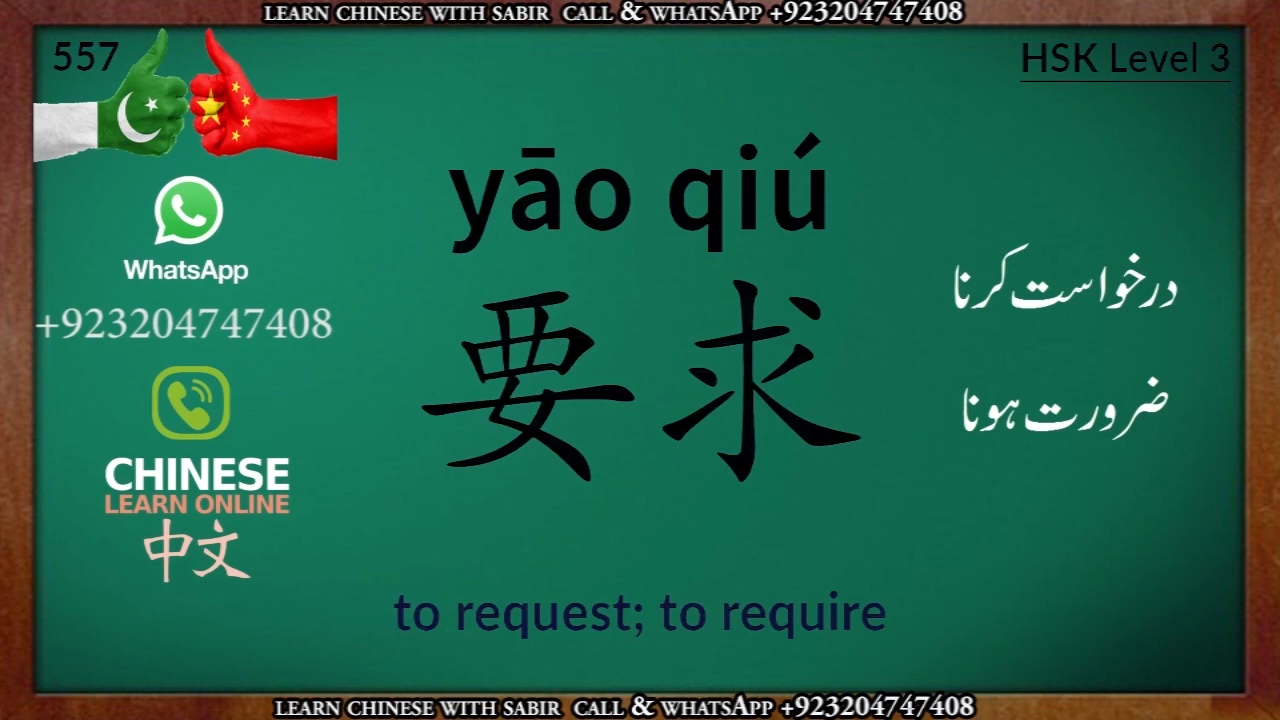 LEARN CHINESE WITH SABIR CALL & WHATSAPP +923204747408
557
HSK Level 3
yāo qiú
WhatsApp
درخواست کرنا
+923204747408
要求
ضرورت ہونا
CHINESE
LEARN ONLINE
中文
to request; to require
LEARN CHINESE WITH SABIR CALL & WHATSAPP +923204747408